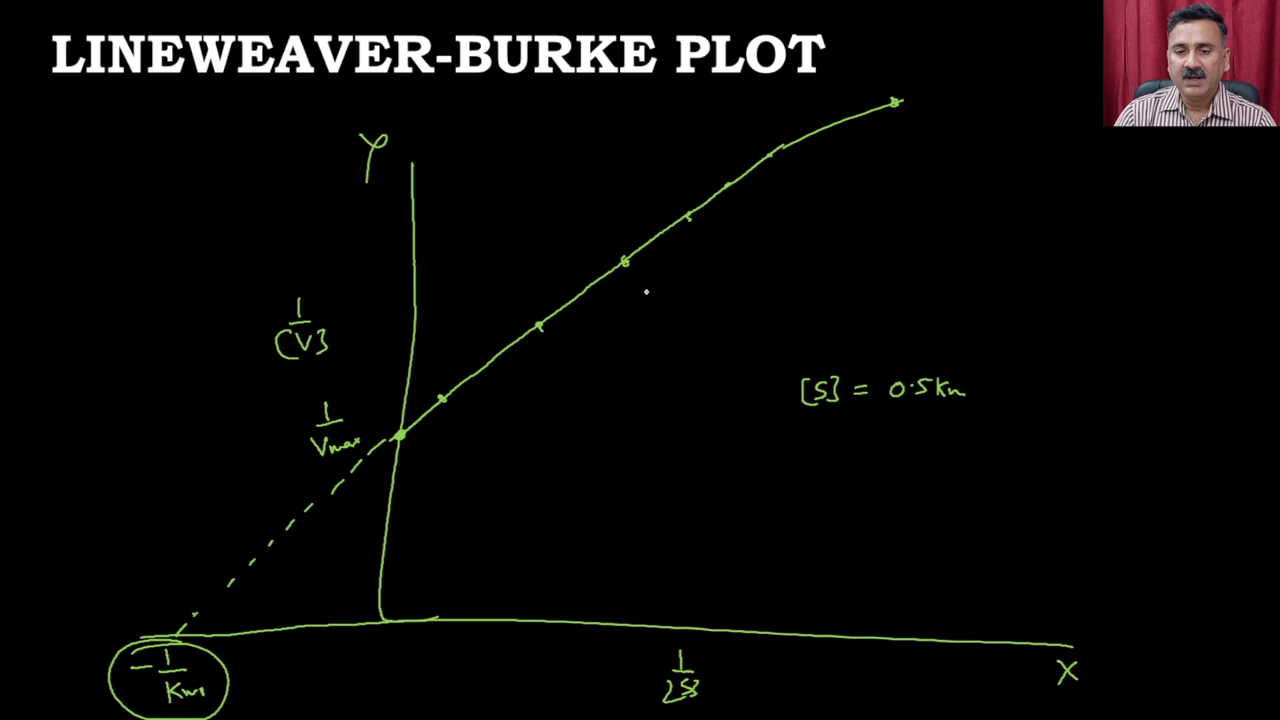 LINEWEAVER-BURKE PLOT
Y
1
[V]
1
Vmax
[S] = 0.5Km
-1
Km
1
[S]
X